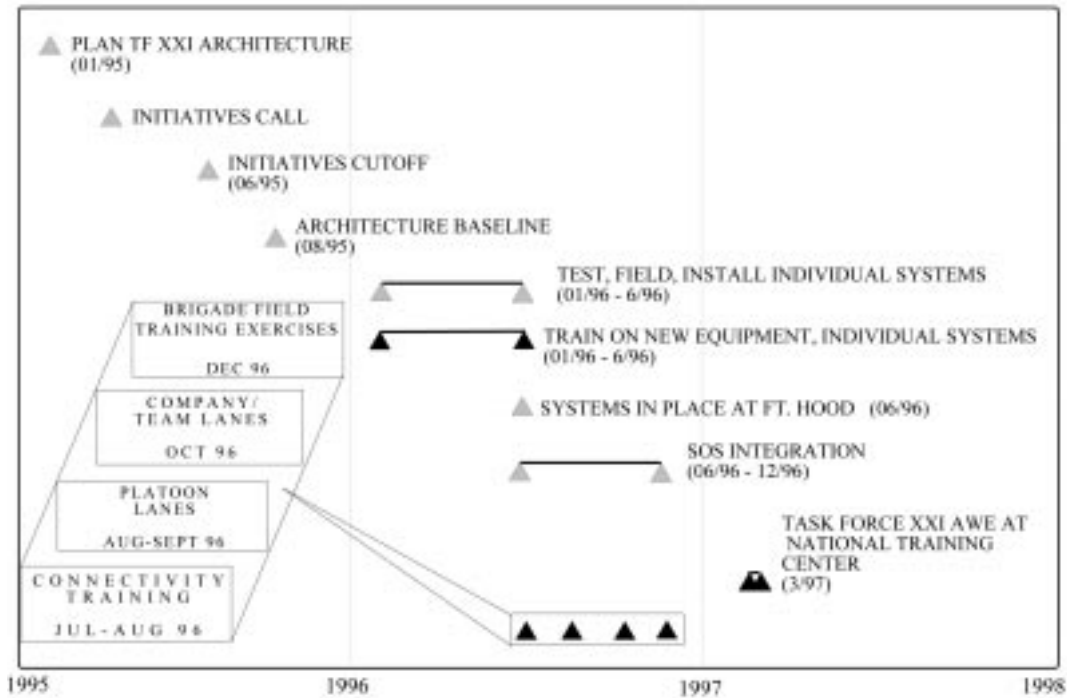 PLAN TF XXI ARCHITECTURE
(01/95)
INITIATIVES CALL
INITIATIVES CUTOFF
(06/95)
ARCHITECTURE BASELINE
(08/95)
TEST, FIELD, INSTALL INDIVIDUAL SYSTEMS
(01/96 - 6/96)
TRAIN ON NEW EQUIPMENT, INDIVIDUAL SYSTEMS
(01/96 - 6/96)
SYSTEMS IN PLACE AT FT. HOOD (06/96)
SOS INTEGRATION
(06/96 - 12/96)
TASK FORCE XXI AWE AT
NATIONAL TRAINING
CENTER
(3/97)
BRIGADE FIELD
TRAINING EXERCISES
DEC 96
COMPANY/
TEAM LANES
OCT 96
PLATOON
LANES
AUG-SEPT 96
CONNECTIVITY
TRAINING
JUL-AUG 96
1995 1996 1997 1998